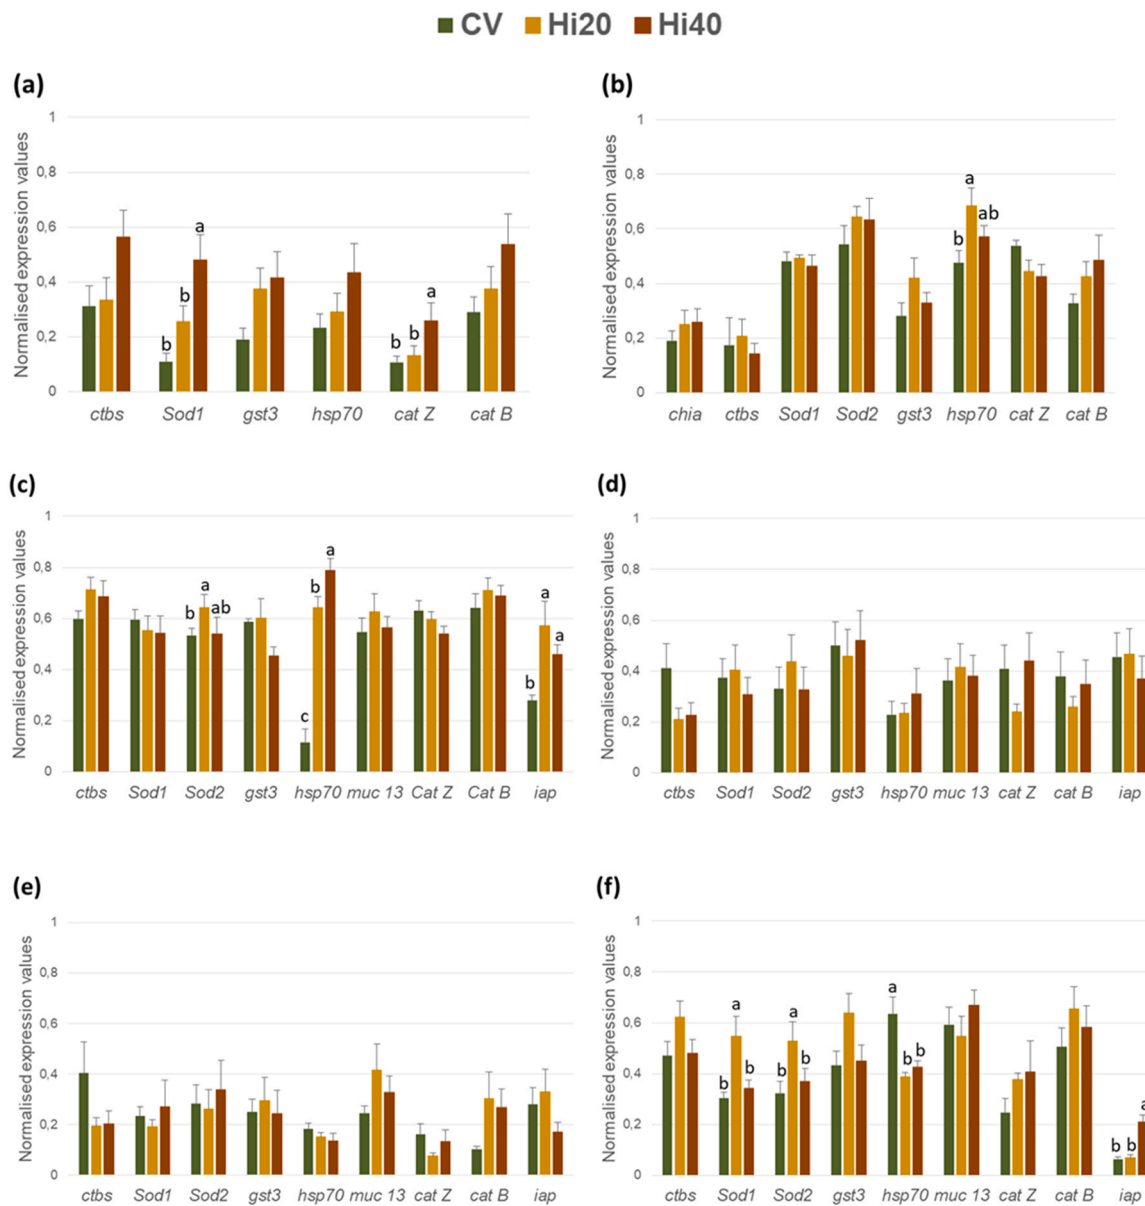 CV Hi20 Hi40
(a)
Normalised expression values
1
0,8
0,6
0,4
0,2
0
b b a
b b a
ctbs Sod1 gst3 hsp70 cat Z cat B
(b)
Normalised expression values
1
0,8
0,6
0,4
0,2
0
b a ab
chia ctbs Sod1 Sod2 gst3 hsp70 cat Z cat B
(c)
Normalised expression values
1
0,8
0,6
0,4
0,2
0
b a ab
c b a
b a a
ctbs Sod1 Sod2 gst3 hsp70 muc 13 Cat Z Cat B iap
(d)
Normalised expression values
1
0,8
0,6
0,4
0,2
0
ctbs Sod1 Sod2 gst3 hsp70 muc 13 cat Z cat B iap
(e)
Normalised expression values
1
0,8
0,6
0,4
0,2
0
ctbs Sod1 Sod2 gst3 hsp70 muc 13 cat Z cat B iap
(f)
Normalised expression values
1
0,8
0,6
0,4
0,2
0
b a b
b a b
a b b
b b a
ctbs Sod1 Sod2 gst3 hsp70 muc 13 cat Z cat B iap